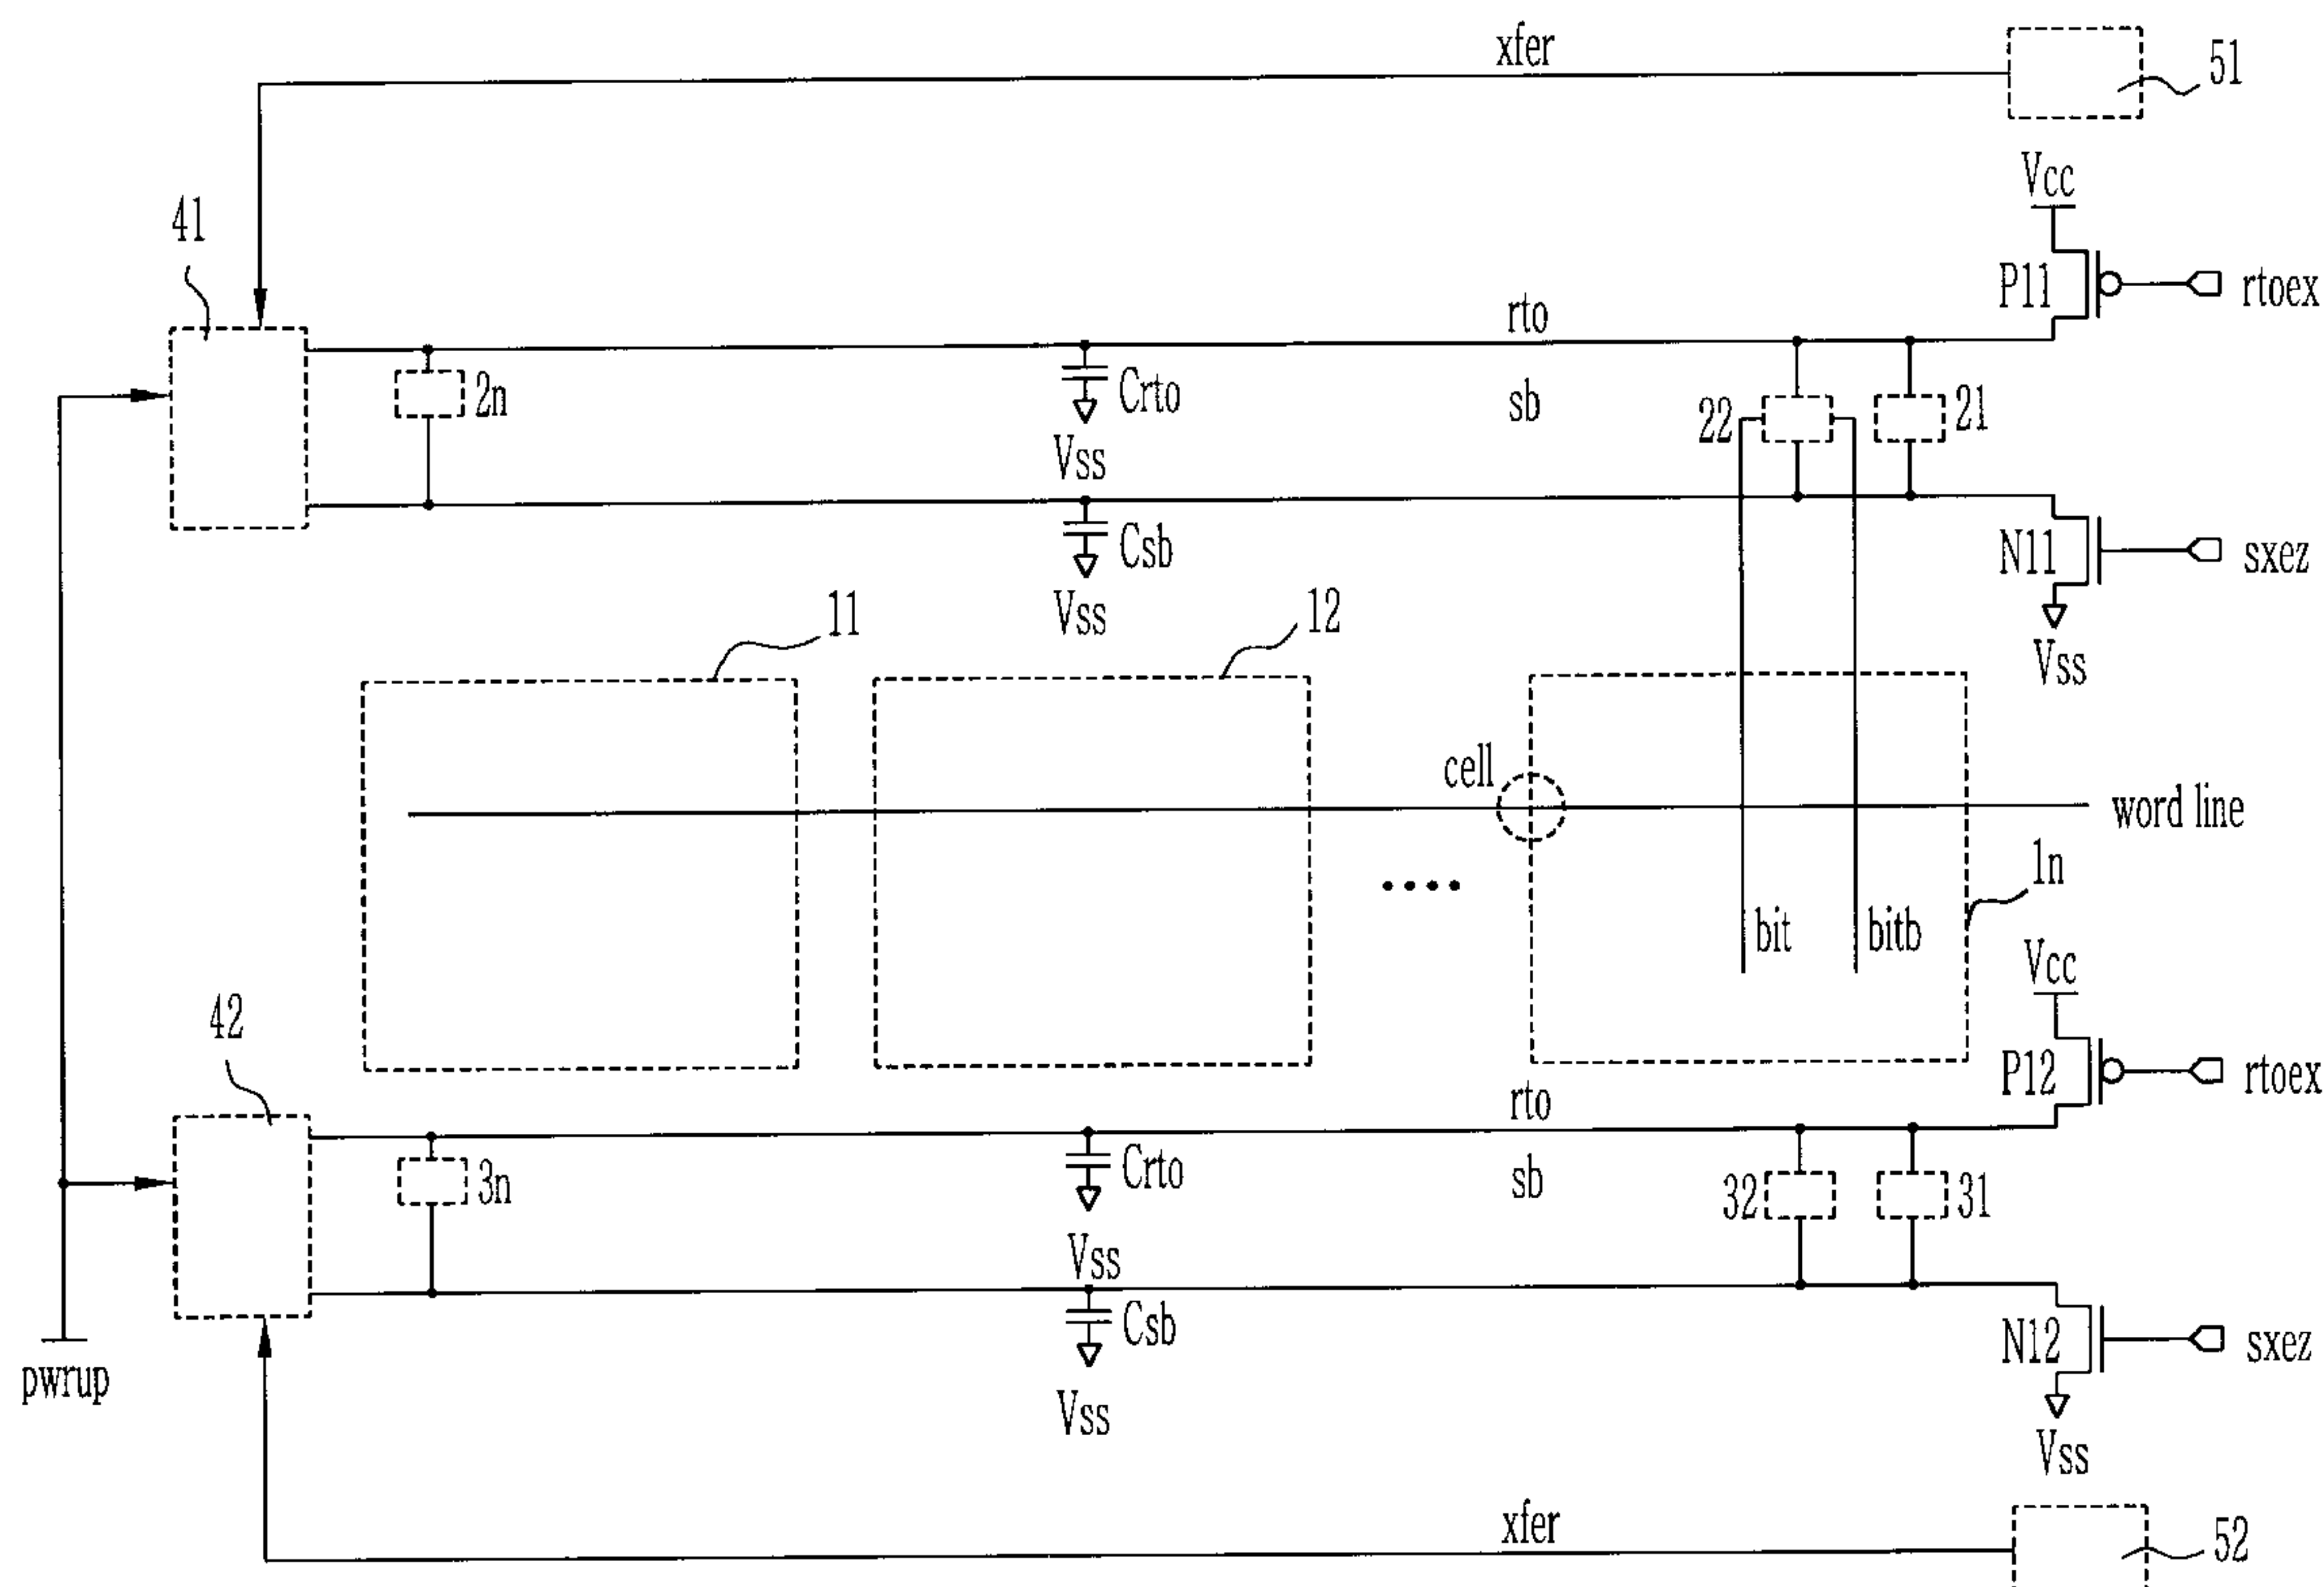 xfer
51
Vcc
41
P11
rtoex
rto
2n
Crto
sb
22
21
Vss
Csb
N11
sxez
Vss
11
12
Vss
cell
word line
1n
bit
bitb
Vcc
42
P12
rtoex
rto
3n
Crto
sb
32
31
Vss
Csb
N12
sxez
pwrup
Vss
Vss
xfer
52